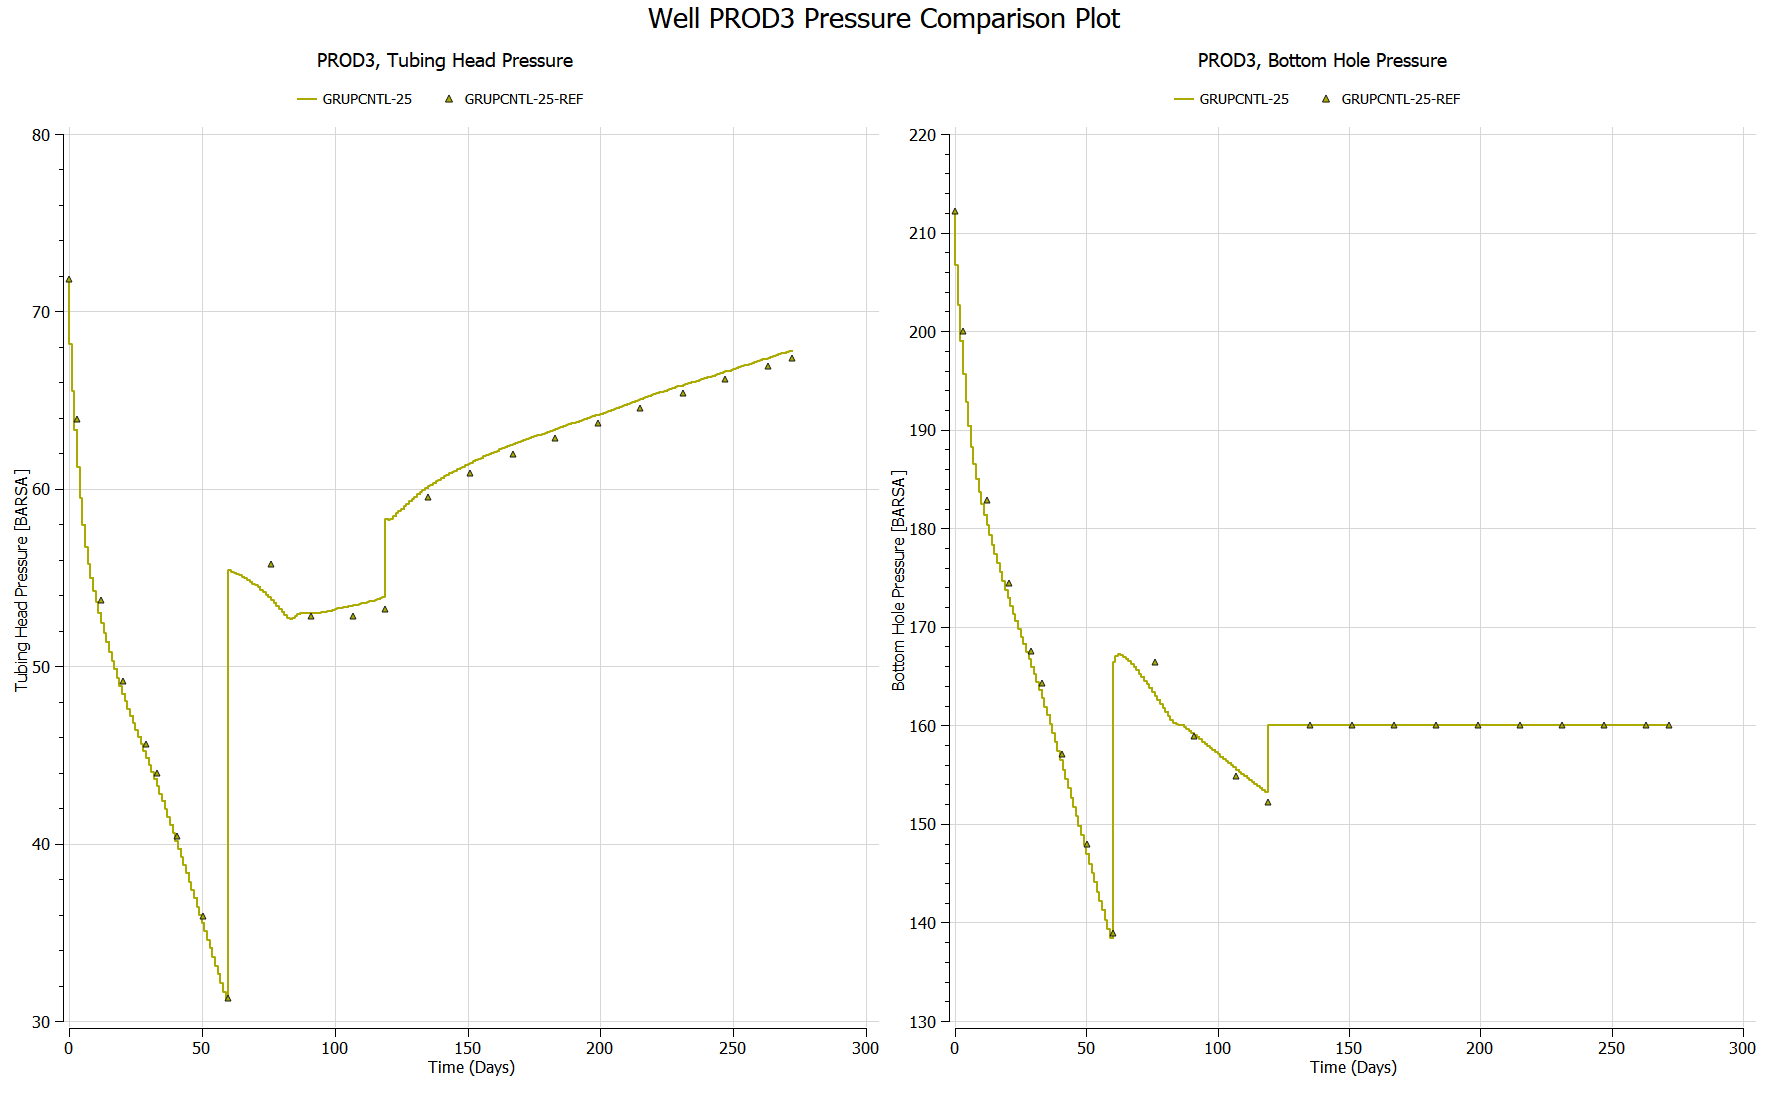 Well PROD3 Pressure Comparison Plot
PROD3, Tubing Head Pressure
GRUPCNTL-25 GRUPCNTL-25-REF
Tubing Head Pressure [BARSA]
80
70
60
50
40
30
0 50 100 150 200 250 300
Time (Days)
PROD3, Bottom Hole Pressure
GRUPCNTL-25 GRUPCNTL-25-REF
Bottom Hole Pressure [BARSA]
220
210
200
190
180
170
160
150
140
130
0 50 100 150 200 250 300
Time (Days)